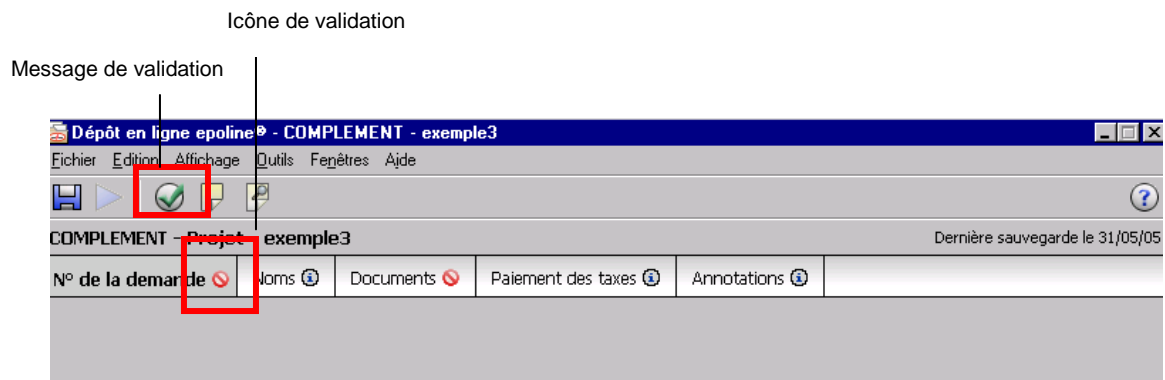 Icône de validation
Message de validation
Dépôt en ligne epoline® - COMPLEMENT - exemple3
Fichier Edition Affichage Outils Fenêtres Ajde
COMPLEMENT - Projet - exemple3 Dernière sauvegarde le 31/05/05
N° de la demande Noms Documents Paiement des taxes Annotations